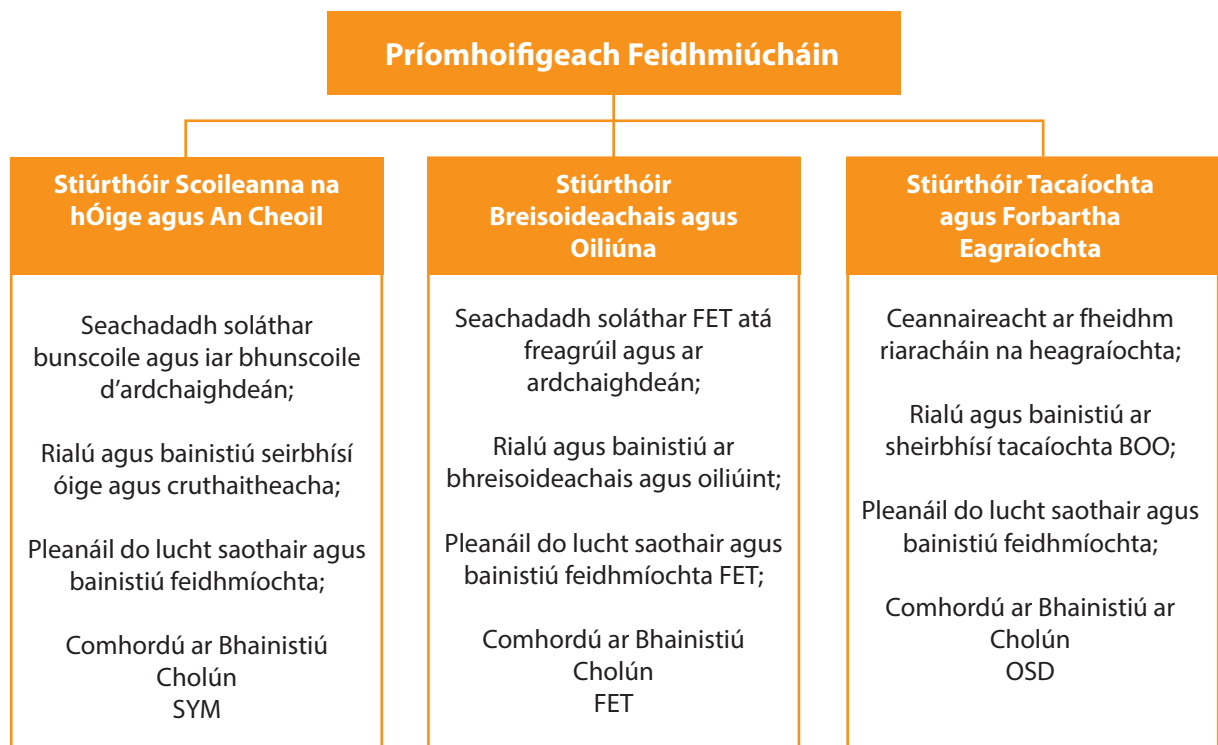 Príomhoifigeach Feidhmiúcháin
Stiúrthóir Scoileanna na
hÓige agus An Cheoil
Seachadadh soláthar
bunscoile agus iar bhunscoile
d'ardchaighdeán;
Rialú agus bainistiú seirbhísí
óige agus cruthaitheacha;
Pleanáil do lucht saothair agus
bainistiú feidhmíochta;
Comhordú ar Bhainistiú
Cholún
SYM
Stiúrthóir
Breisoideachais agus
Oiliúna
Seachadadh soláthar FET atá
freagrúil agus ar
ardchaighdeán;
Rialú agus bainistiú ar
bhreisoideachais agus oiliúint;
Pleanáil do lucht saothair agus
bainistiú feidhmíochta FET;
Comhordú ar Bhainistiú
Cholún
FET
Stiúrthóir Tacaíochta
agus Forbartha
Eagraíochta
Ceannaireacht ar fheidhm
riaracháin na heagraíochta;
Rialú agus bainistiú ar
sheirbhísí tacaíochta BOO;
Pleanáil do lucht saothair agus
bainistiú feidhmíochta;
Comhordú ar Bhainistiú ar
Cholún
OSD